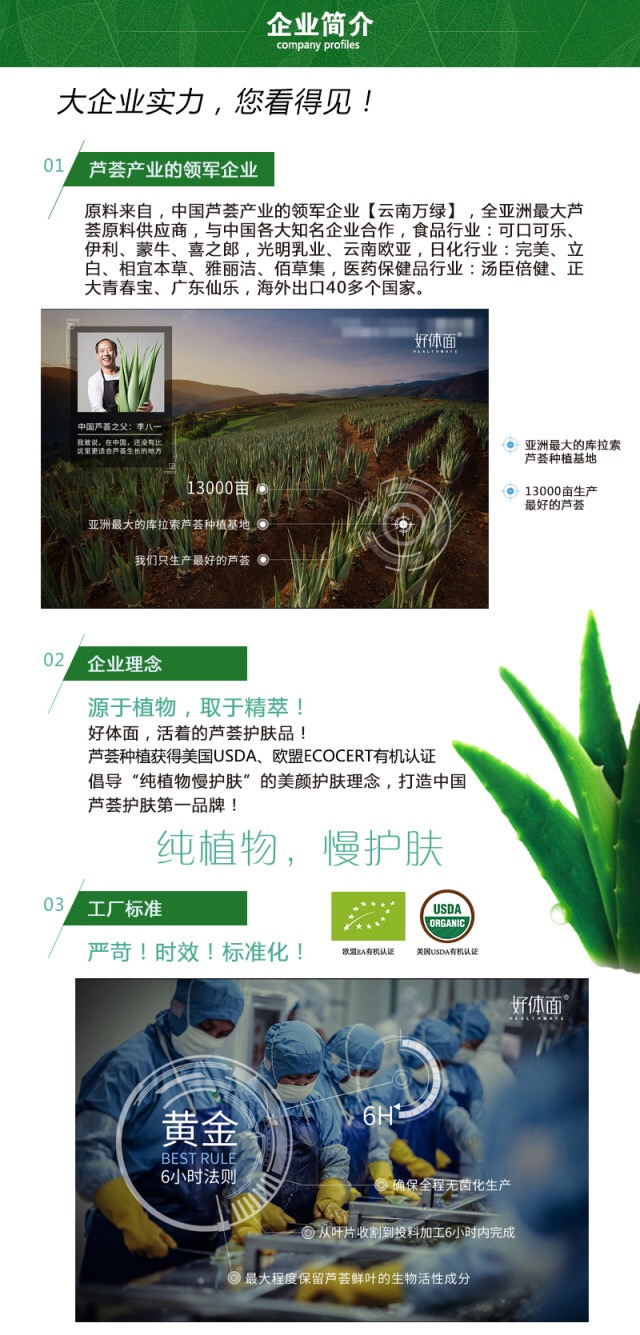 企业简介
company profiles
大企业实力，您看得见！
01
芦荟产业的领军企业
原料来自，中国芦荟产业的领军企业【云南万绿】，全亚洲最大芦
荟原料供应商，与中国各大知名企业合作，食品行业：可口可乐、
伊利、蒙牛、喜之郎，光明乳业、云南欧亚，日化行业：完美、立
白、相宜本草、雅丽洁、佰草集，医药保健品行业：汤臣倍健、正
大青春宝、广东仙乐，海外出口40多个国家。
好体面®
HEALTHMATE
中国芦荟之父：李八一
我敢说，在中国，还没有比
这里更适合芦荟生长的地方
13000亩
亚洲最大的库拉索芦荟种植基地
我们只生产最好的芦荟
亚洲最大的库拉索
芦荟种植基地
13000亩生产
最好的芦荟
02
企业理念
源于植物，取于精萃！
好体面，活着的芦荟护肤品！
芦荟种植获得美国USDA、欧盟ECOCERT有机认证
倡导“纯植物慢护肤”的美颜护肤理念，打造中国
芦荟护肤第一品牌！
纯植物，慢护肤
03
工厂标准
严苛！时效！标准化！
USDA
ORGANIC
欧盟EA有机认证
美国USDA有机认证
好体面®
HEALTHMATE
黄金
BEST RULE
6小时法则
6H
确保全程无菌化生产
从叶片收割到投料加工6小时内完成
最大程度保留芦荟鲜叶的生物活性成分